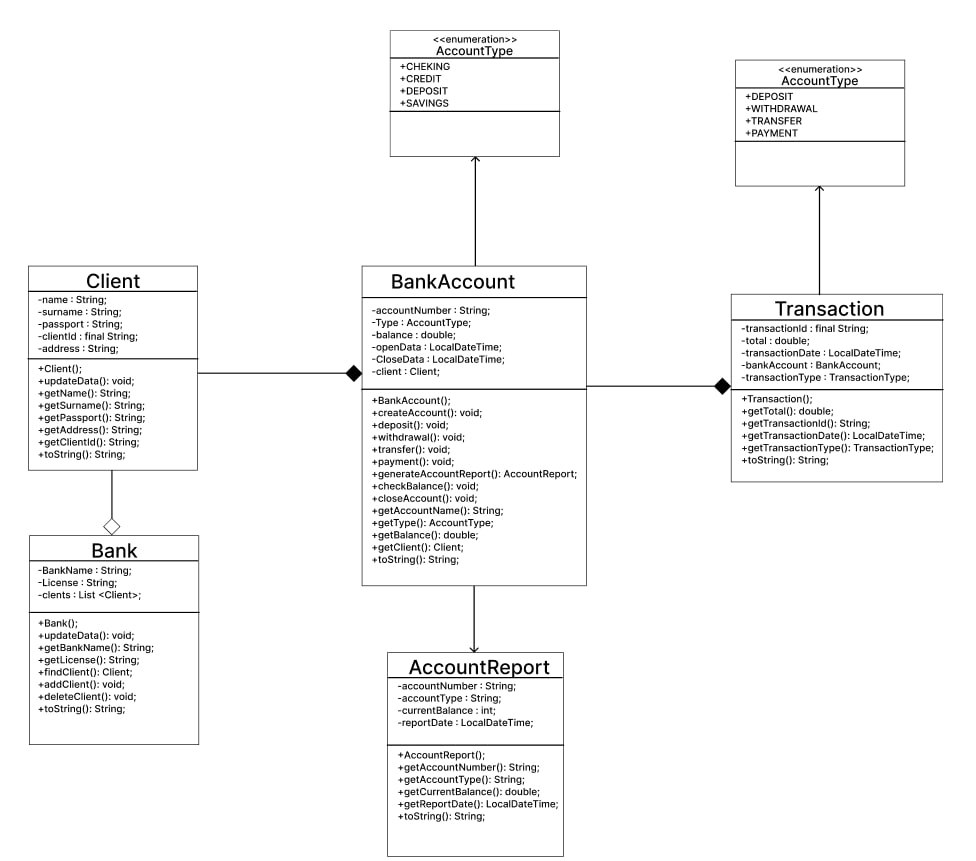 <<enumeration>>
AccountType
+CHEKING
+CREDIT
+DEPOSIT
+SAVINGS
<<enumeration>>
AccountType
+DEPOSIT
+WITHDRAWAL
+TRANSFER
+PAYMENT
Client
-name : String;
-surname : String;
-passport : String;
-clientId : final String;
-address : String;
+Client();
+updateData(): void;
+getName(): String;
+getSurname(): String;
+getPassport(): String;
+getAddress(): String;
+getClientId(): String;
+toString(): String;
BankAccount
-accountNumber : String;
-Type : AccountType;
-balance : double;
-openData : LocalDateTime;
-CloseData : LocalDateTime;
-client : Client;
+BankAccount();
+createAccount(): void;
+deposit(): void;
+withdrawal(): void;
+transfer(): void;
+payment(): void;
+generateAccountReport(): AccountReport;
+checkBalance(): void;
+closeAccount(): void;
+getAccountName(): String;
+getType(): AccountType;
+getBalance(): double;
+getClient(): Client;
+toString(): String;
Transaction
-transactionId : final String;
-total : double;
-transactionDate : LocalDateTime;
-bankAccount : BankAccount;
-transactionType : TransactionType;
+Transaction();
+getTotal(): double;
+getTransactionId(): String;
+getTransactionDate(): LocalDateTime;
+getTransactionType(): TransactionType;
+toString(): String;
Bank
-BankName : String;
-License : String;
-clents : List <Client>;
+Bank();
+updateData(): void;
+getBankName(): String;
+getLicense(): String;
+findClient(): Client;
+addClient(): void;
+deleteClient(): void;
+toString(): String;
AccountReport
-accountNumber : String;
-accountType : String;
-currentBalance : int;
-reportDate : LocalDateTime;
+AccountReport();
+getAccountNumber(): String;
+getAccountType(): String;
+getCurrentBalance(): double;
+getReportDate(): LocalDateTime;
+toString(): String;